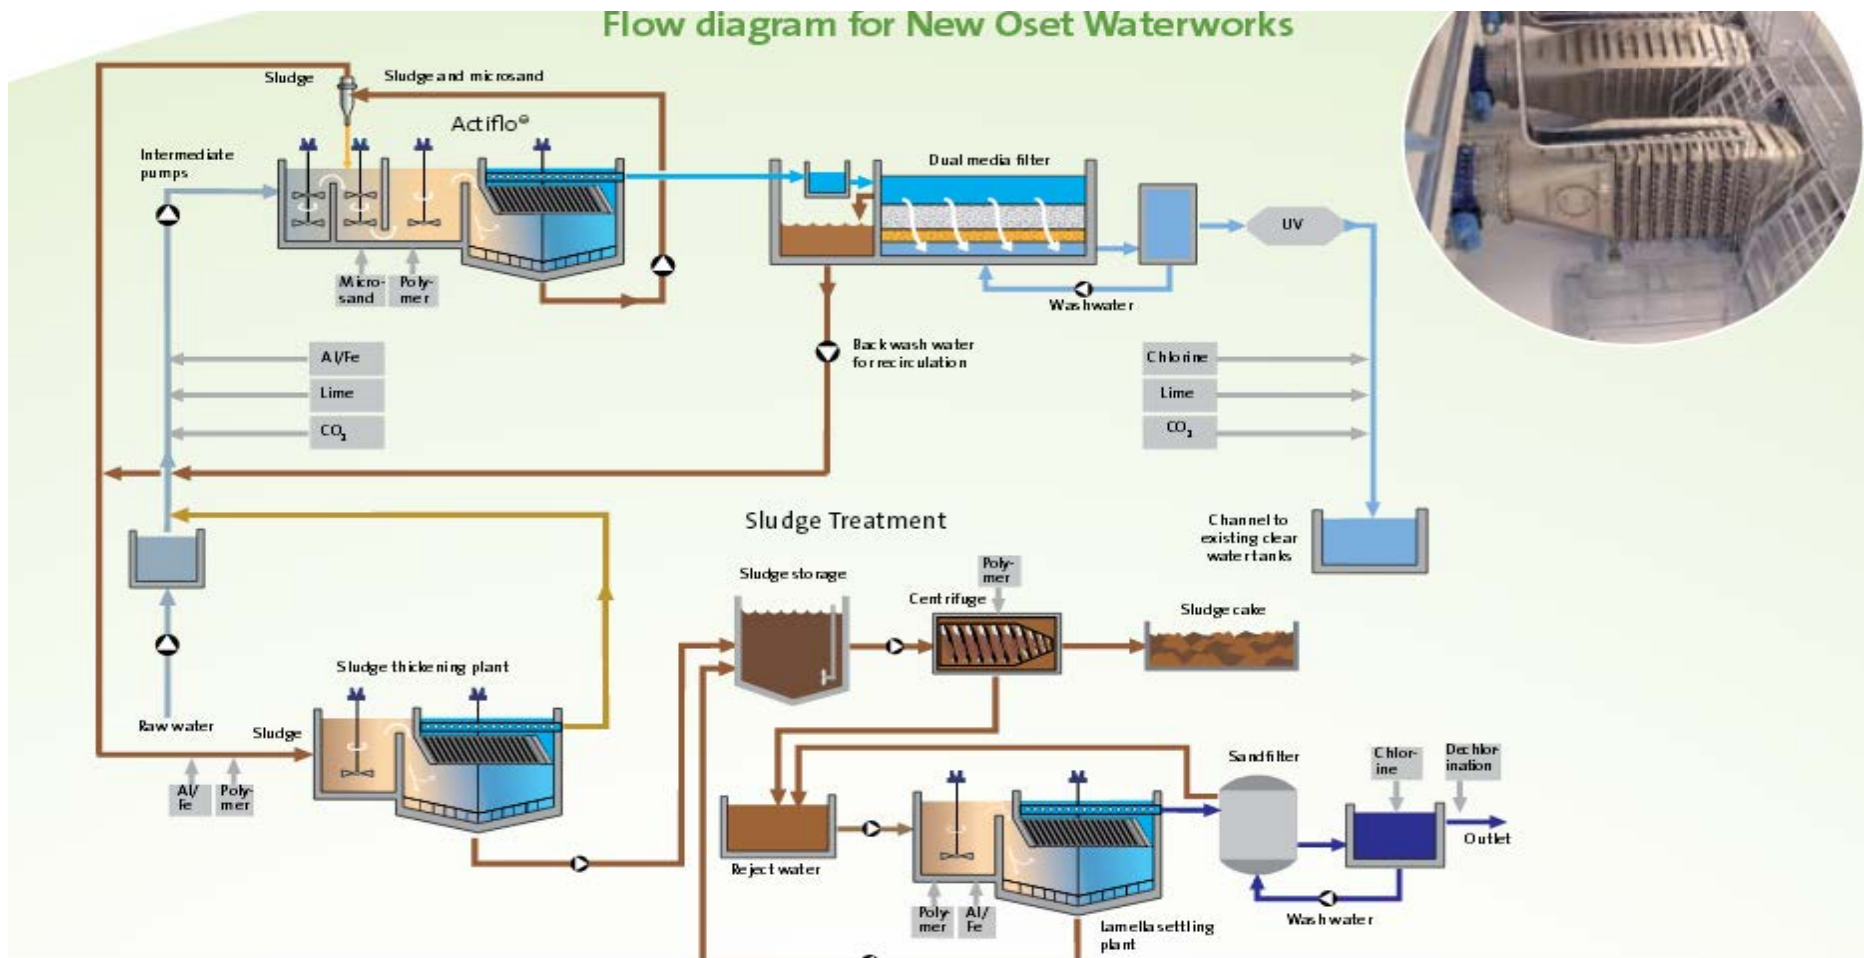 Flow diagram for New Oset Waterworks
Sludge
Sludge and microsand
Actiflo®
Intermediate
pumps
Dual media filter
UV
Micro-
sand
Poly-
mer
Washwater
Al/Fe
Lime
CO2
Back wash water
for recirculation
Chlorine
Lime
CO2
Sludge Treatment
Channel to
existing clear
water tanks
Sludge storage
Poly-
mer
Centrifuge
Sludge cake
Sludge thickening plant
Raw water
Sludge
Al/
Fe
Poly-
mer
Sandfilter
Chlor-
ine
Dechlor-
ination
Outlet
Reject water
Poly-
mer
Al/
Fe
Wash water
Lamella settling
plant